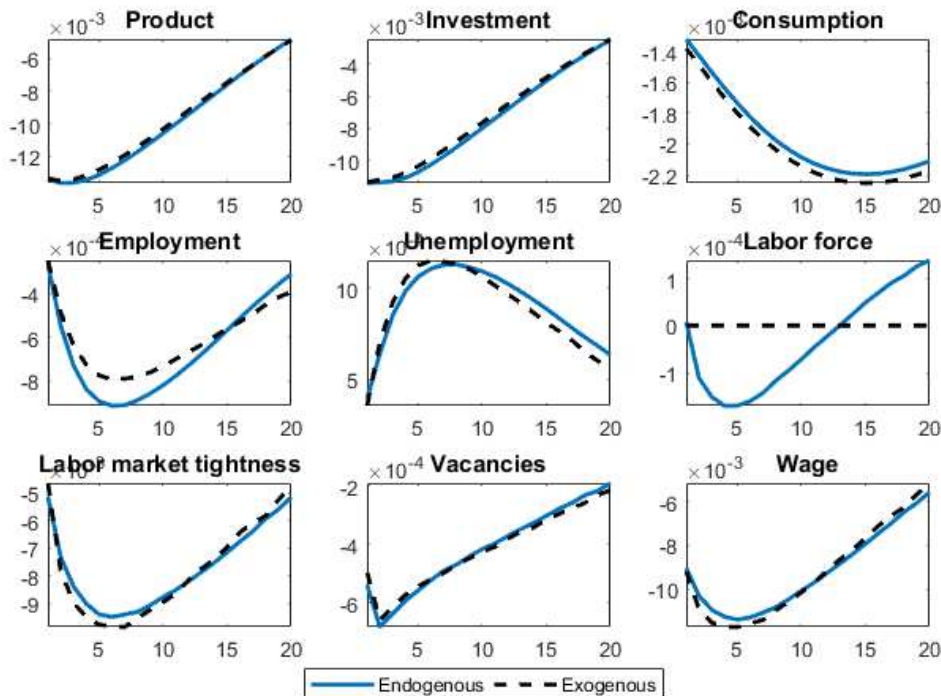 ×10⁻³ Product ×10⁻³ Investment Consumption
-6
-8
-10
-12
5 10 15 20
-4
-6
-8
-10
5 10 15 20
-1.4
-1.6
-1.8
-2
-2.2
5 10 15 20
Employment Unemployment Labor force
-4
-6
-8
5 10 15 20
10
5
5 10 15 20
×10⁻⁴
1
0
-1
5 10 15 20
Labor market tightness ×10⁻⁴ Vacancies ×10⁻³ Wage
-5
-6
-7
-8
-9
5 10 15 20
-2
-4
-6
5 10 15 20
-6
-8
-10
5 10 15 20
Endogenous Exogenous